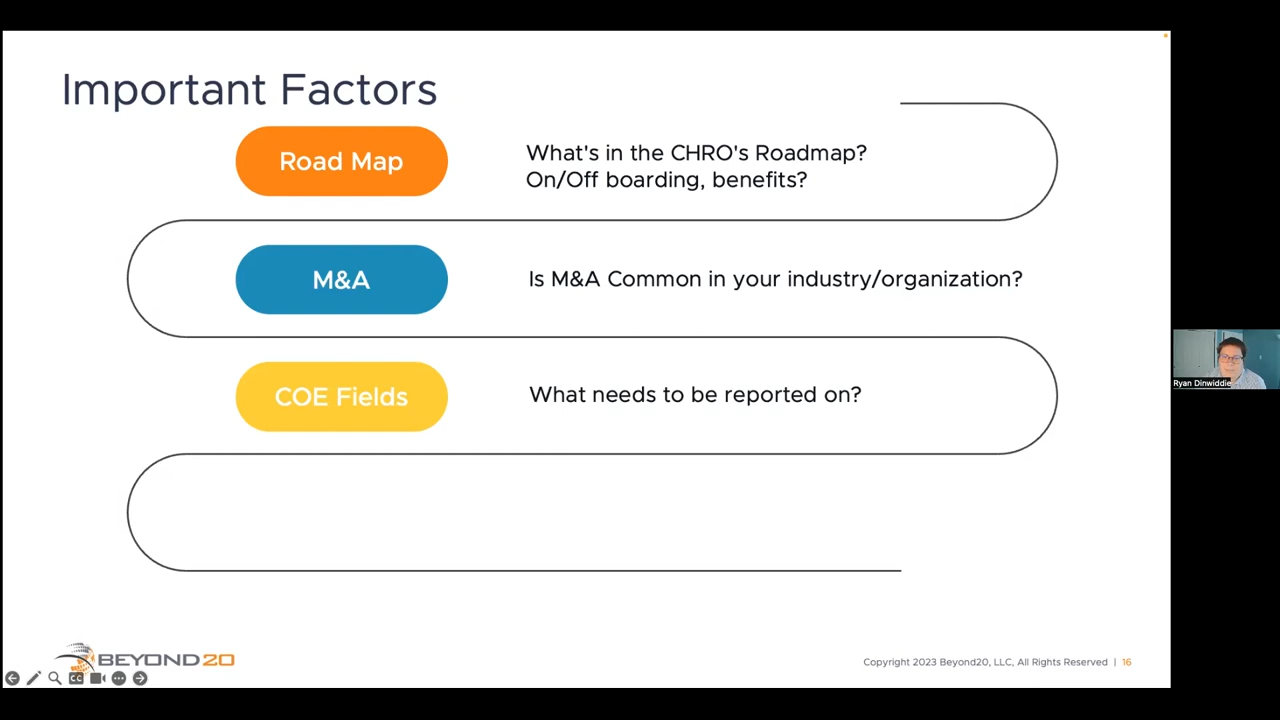 Important Factors
Road Map
What's in the CHRO's Roadmap?
On/Off boarding, benefits?
M&A
Is M&A Common in your industry/organization?
COE Fields
What needs to be reported on?
Ryan Dinwiddie
BEYOND20
CC
Copyright 2023 Beyond20, LLC, All Rights Reserved | 16